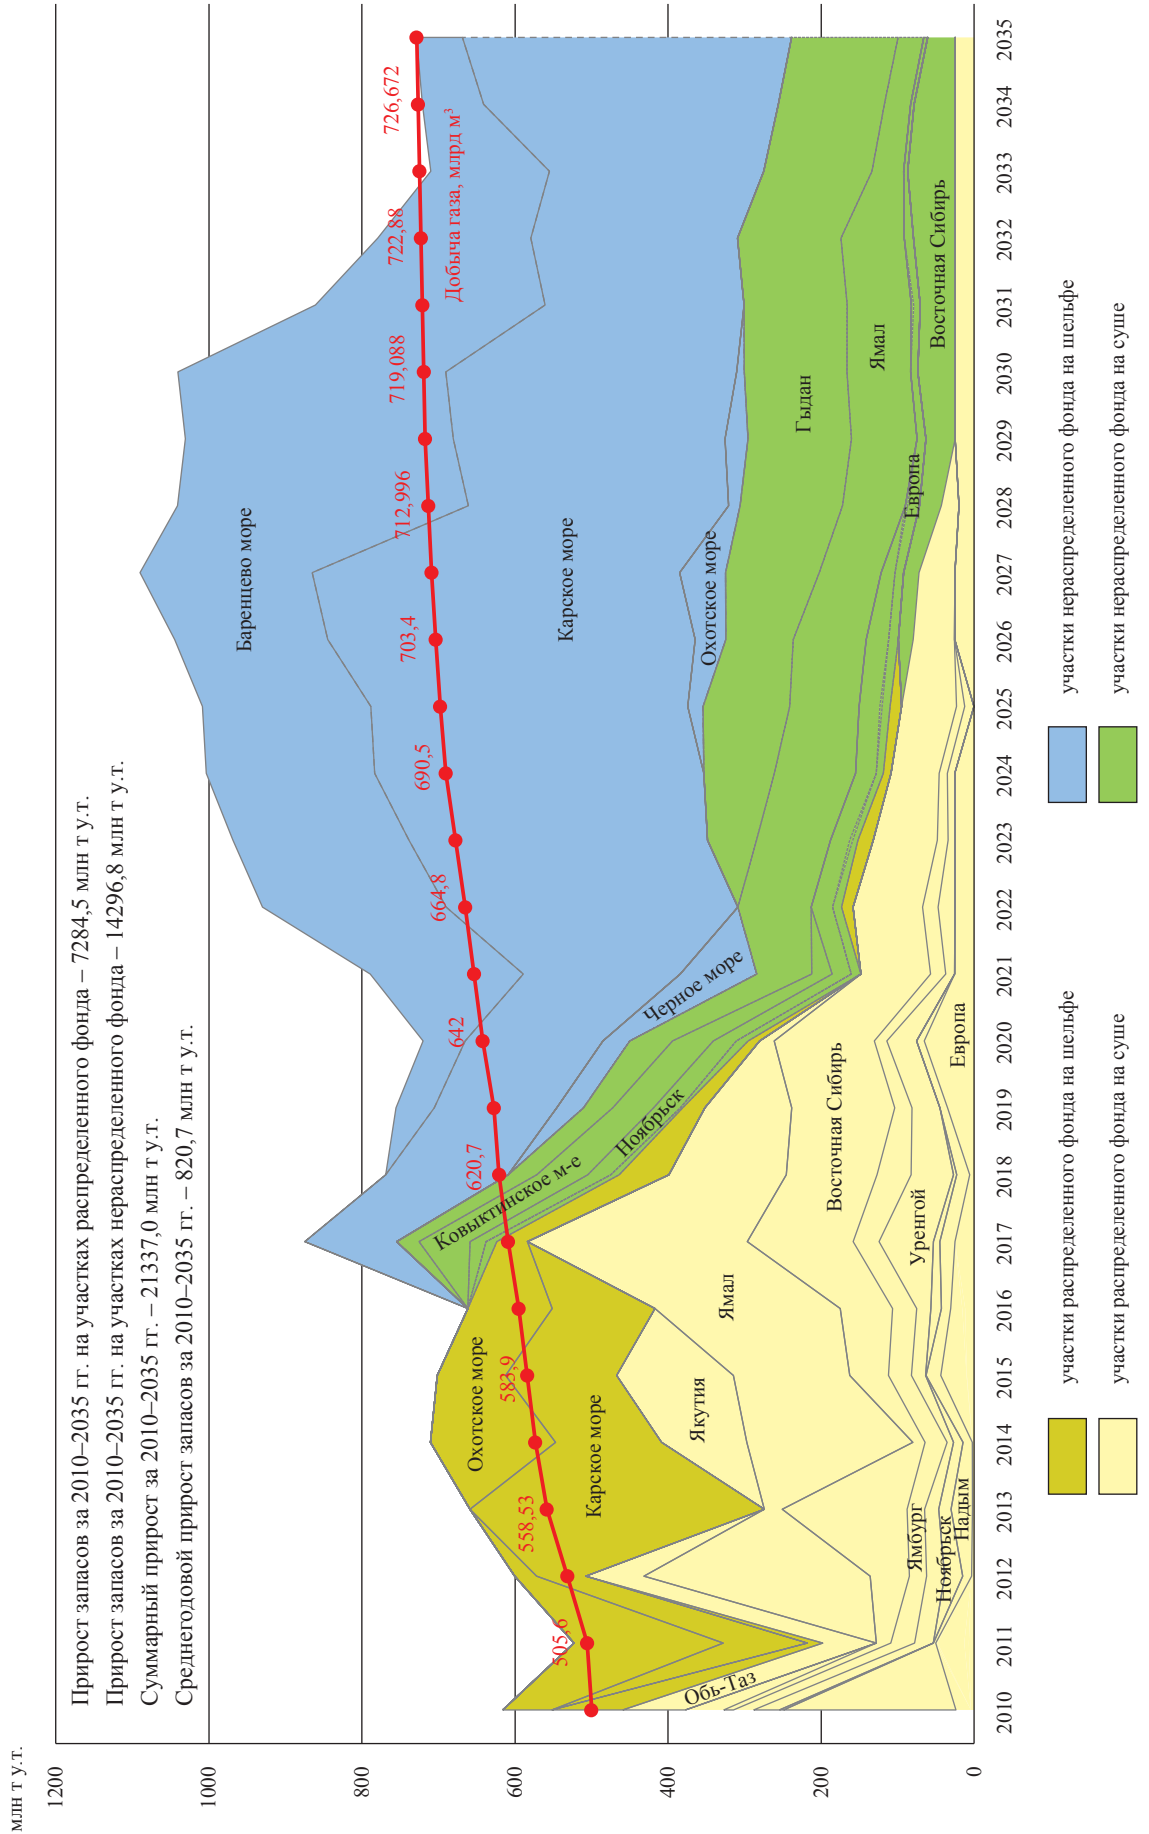 млн т у.т.
1200
1000
800
600
400
200
0
Прирост запасов за 2010–2035 гг. на участках распределенного фонда – 7284,5 млн т у.т.
Прирост запасов за 2010–2035 гг. на участках нераспределенного фонда – 14296,8 млн т у.т.
Суммарный прирост за 2010–2035 гг. – 21337,0 млн т у.т.
Среднегодовой прирост запасов за 2010–2035 гг. – 820,7 млн т у.т.
Баренцево море
505,6
558,53
583,9
620,7
642
664,8
690,5
703,4
712,996
719,088
722,88
726,672
Добыча газа, млрд м³
Охотское море
Карское море
Карское море
Охотское море
Черное море
Ковыктинское м-е
Ноябрьск
Гыдан
Ямал
Европа
Восточная Сибирь
Обь-Таз
Якутия
Ямал
Восточная Сибирь
Уренгой
Ямбург
Ноябрьск
Надым
Европа
2010
2011
2012
2013
2014
2015
2016
2017
2018
2019
2020
2021
2022
2023
2024
2025
2026
2027
2028
2029
2030
2031
2032
2033
2034
2035
участки распределенного фонда на шельфе
участки нераспределенного фонда на шельфе
участки распределенного фонда на суше
участки нераспределенного фонда на суше